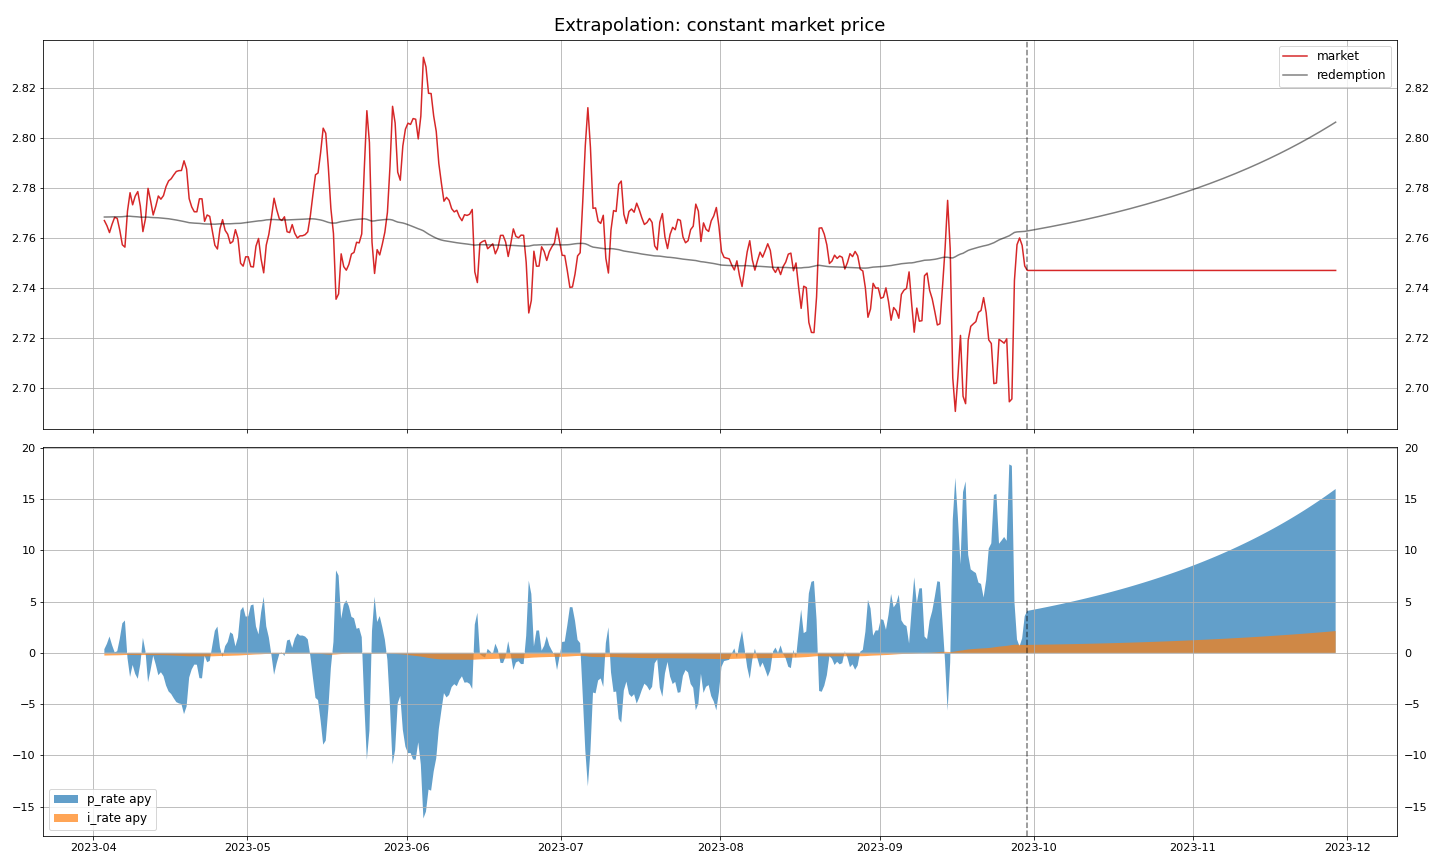 Extrapolation: constant market price
market
redemption
2.82 2.82
2.80 2.80
2.78 2.78
2.76 2.76
2.74 2.74
2.72 2.72
2.70 2.70
20 20
15 15
10 10
5 5
0 0
−5 −5
−10 −10
−15 −15
p_rate apy
i_rate apy
2023-04 2023-05 2023-06 2023-07 2023-08 2023-09 2023-10 2023-11 2023-12